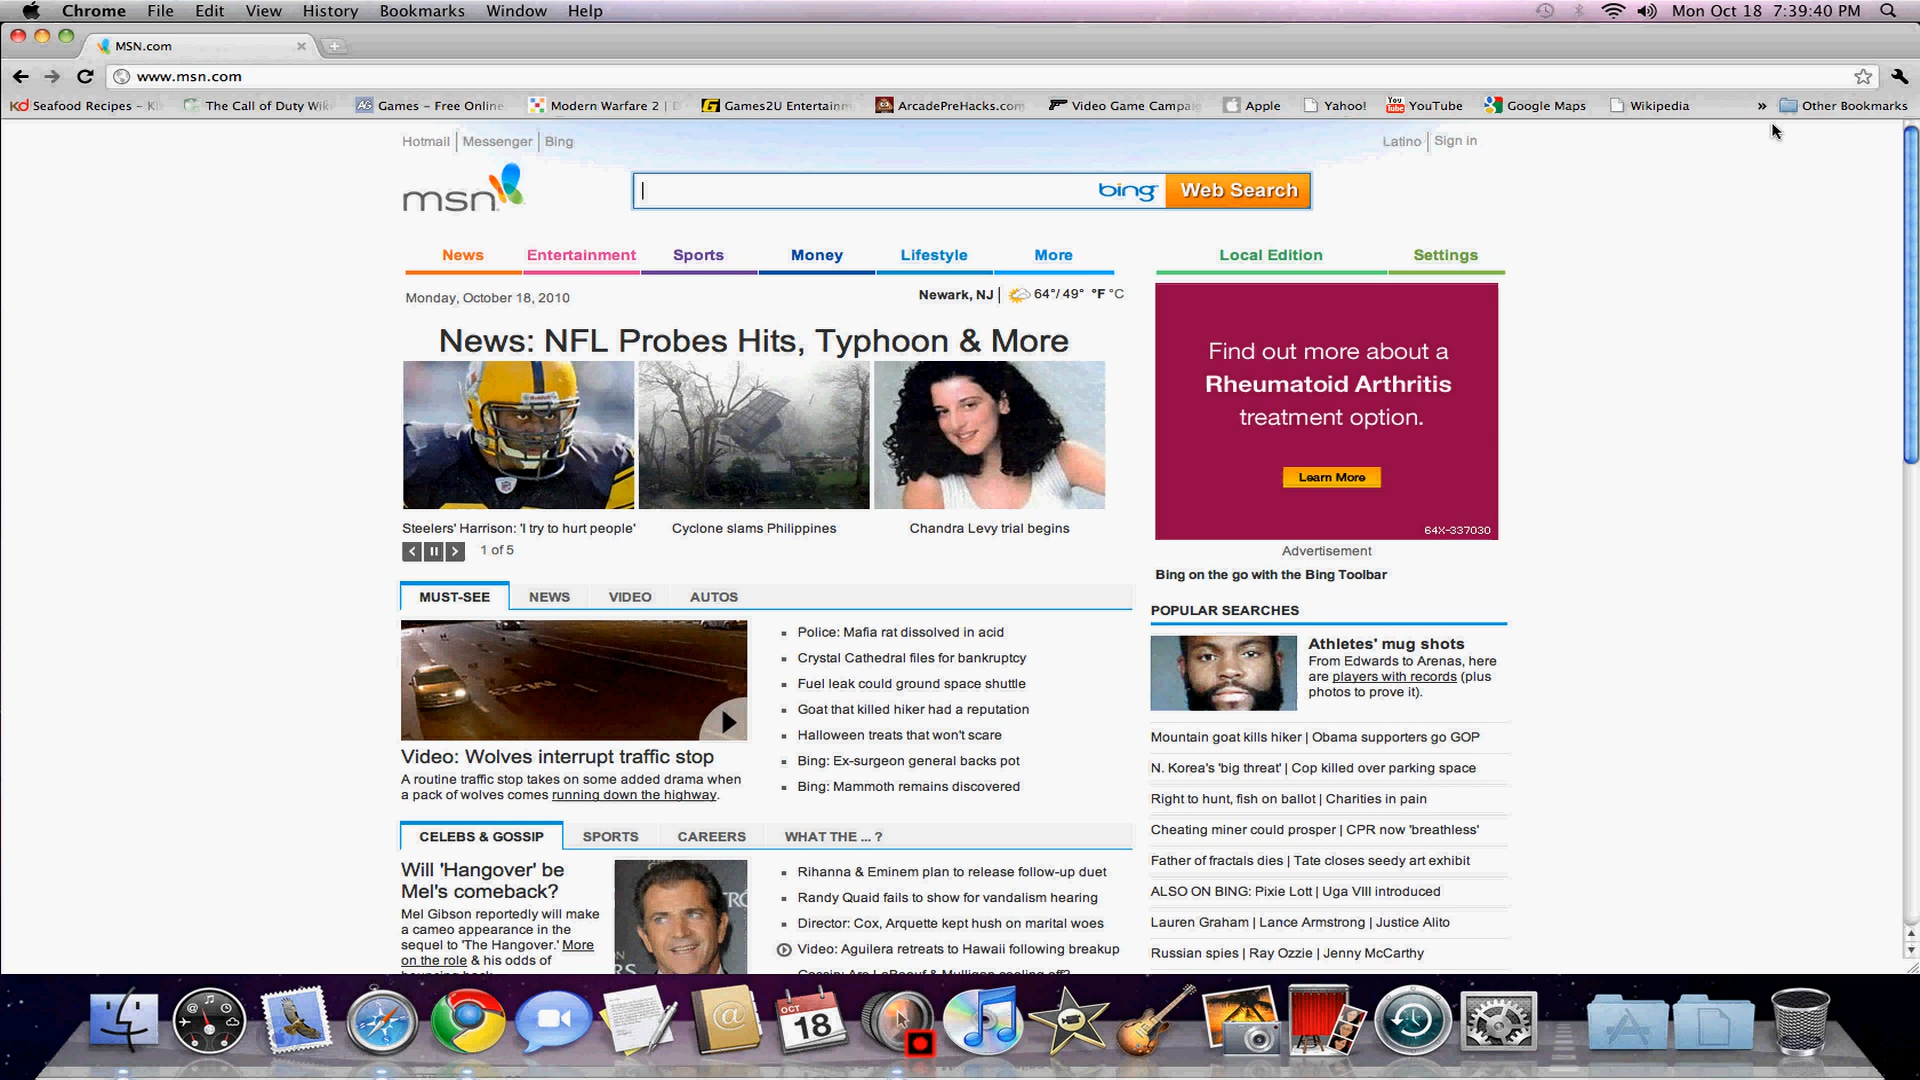 Chrome File Edit View History Bookmarks Window Help
Mon Oct 18 7:39:40 PM
MSN.com
www.msn.com
Seafood Recipes – K
The Call of Duty Wik
Games – Free Online
Modern Warfare 2 |
Games2U Entertainm
ArcadePreHacks.com
Video Game Campai
Apple
Yahoo!
YouTube
Google Maps
Wikipedia
» Other Bookmarks
Hotmail | Messenger | Bing
Latino | Sign in
msn
bing Web Search
News Entertainment Sports Money Lifestyle More
Local Edition Settings
Monday, October 18, 2010
Newark, NJ | 64°/ 49° °F °C
News: NFL Probes Hits, Typhoon & More
Steelers' Harrison: 'I try to hurt people'
Cyclone slams Philippines
Chandra Levy trial begins
1 of 5
Find out more about a
Rheumatoid Arthritis
treatment option.
Learn More
64X-337030
Advertisement
Bing on the go with the Bing Toolbar
MUST-SEE NEWS VIDEO AUTOS
Video: Wolves interrupt traffic stop
A routine traffic stop takes on some added drama when
a pack of wolves comes running down the highway.
Police: Mafia rat dissolved in acid
Crystal Cathedral files for bankruptcy
Fuel leak could ground space shuttle
Goat that killed hiker had a reputation
Halloween treats that won't scare
Bing: Ex-surgeon general backs pot
Bing: Mammoth remains discovered
POPULAR SEARCHES
Athletes' mug shots
From Edwards to Arenas, here
are players with records (plus
photos to prove it).
Mountain goat kills hiker | Obama supporters go GOP
N. Korea's 'big threat' | Cop killed over parking space
Right to hunt, fish on ballot | Charities in pain
Cheating miner could prosper | CPR now 'breathless'
Father of fractals dies | Tate closes seedy art exhibit
ALSO ON BING: Pixie Lott | Uga VIII introduced
Lauren Graham | Lance Armstrong | Justice Alito
Russian spies | Ray Ozzie | Jenny McCarthy
CELEBS & GOSSIP SPORTS CAREERS WHAT THE ... ?
Will 'Hangover' be
Mel's comeback?
Mel Gibson reportedly will make
a cameo appearance in the
sequel to 'The Hangover.' More
on the role & his odds of
Rihanna & Eminem plan to release follow-up duet
Randy Quaid fails to show for vandalism hearing
Director: Cox, Arquette kept hush on marital woes
Video: Aguilera retreats to Hawaii following breakup
OCT
18